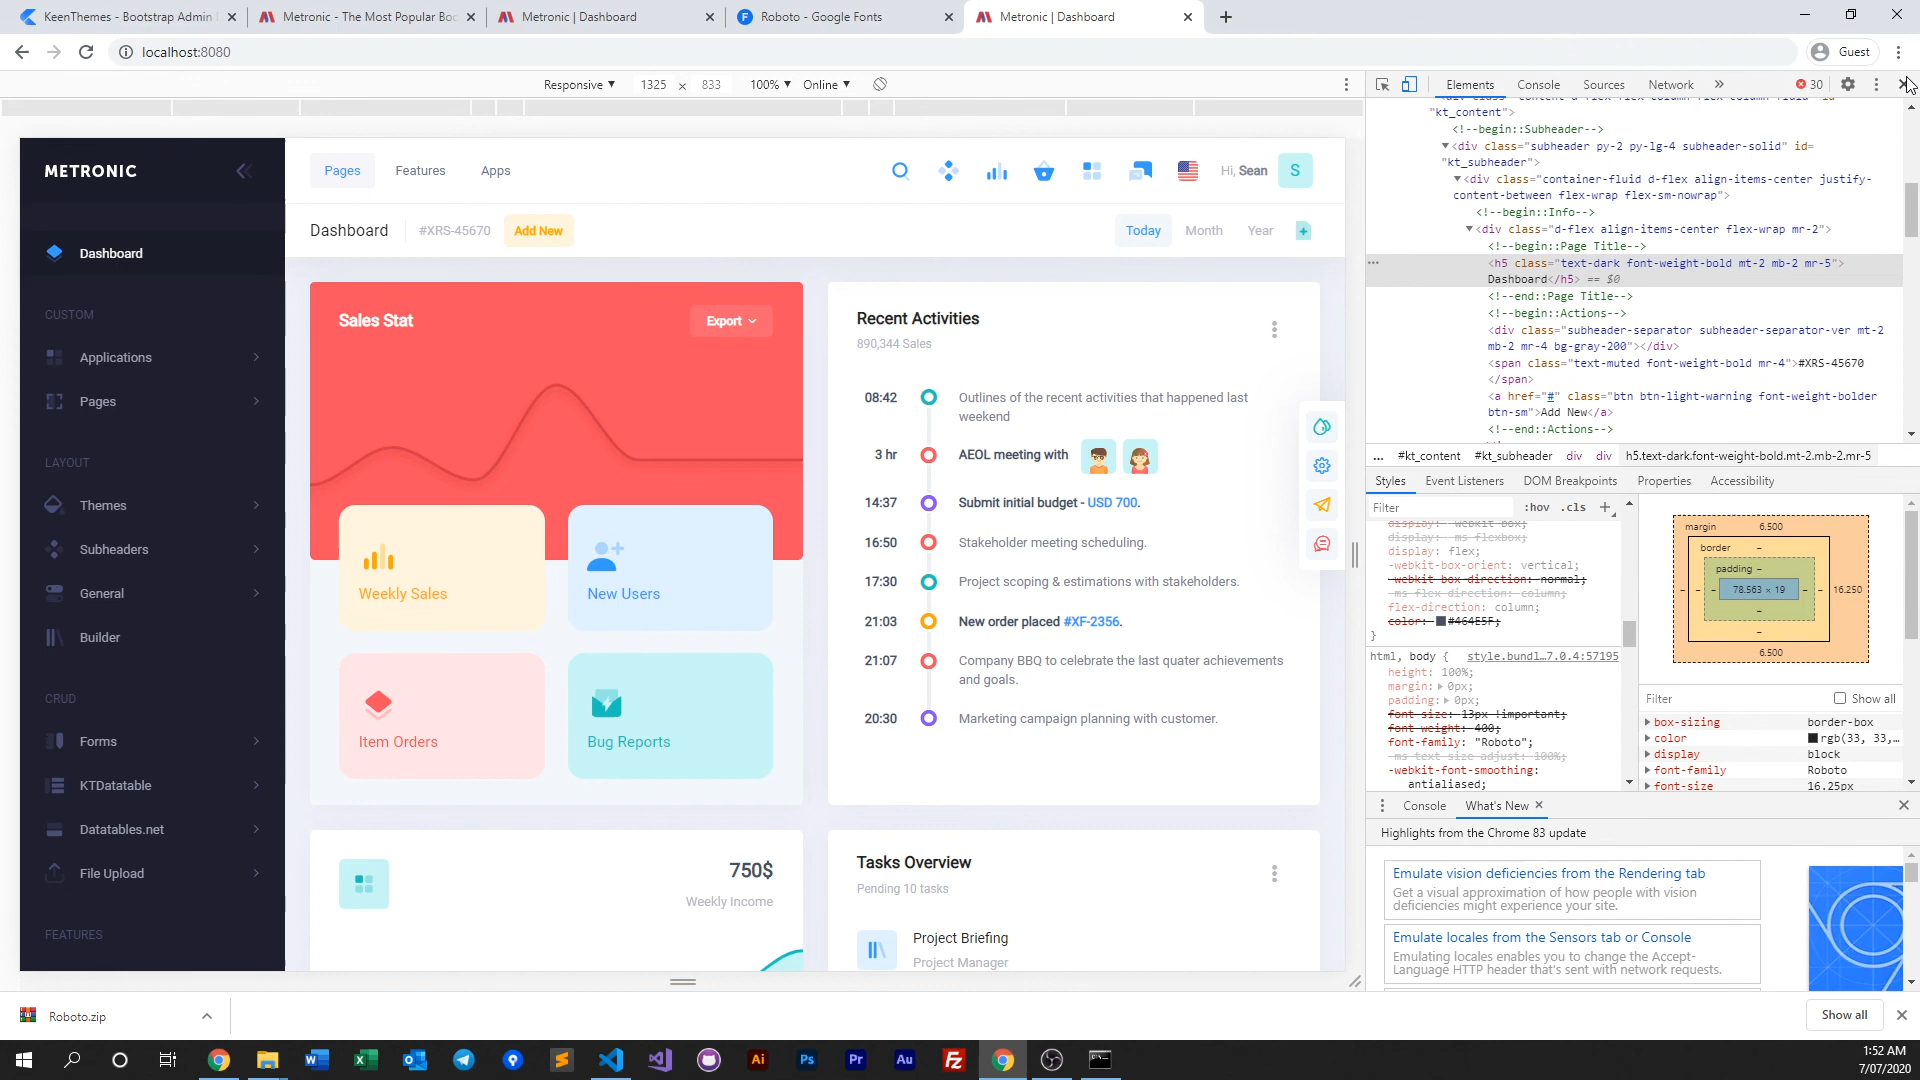 KeenThemes - Bootstrap Admin
Metronic - The Most Popular Boo
Metronic | Dashboard
Roboto - Google Fonts
Metronic | Dashboard
localhost:8080
Guest
Responsive ▼ 1325 x 833 100% ▼ Online ▼
Elements Console Sources Network » 30
METRONIC
Pages Features Apps
Hi, Sean S
Dashboard #XRS-45670 Add New
Today Month Year
Dashboard
CUSTOM
Applications
Pages
LAYOUT
Themes
Subheaders
General
Builder
CRUD
Forms
KTDatatable
Datatables.net
File Upload
FEATURES
Sales Stat
Export
Weekly Sales
New Users
Item Orders
Bug Reports
750$
Weekly Income
Recent Activities
890,344 Sales
08:42 Outlines of the recent activities that happened last
weekend
3 hr AEOL meeting with
14:37 Submit initial budget - USD 700.
16:50 Stakeholder meeting scheduling.
17:30 Project scoping & estimations with stakeholders.
21:03 New order placed #XF-2356.
21:07 Company BBQ to celebrate the last quater achievements
and goals.
20:30 Marketing campaign planning with customer.
Tasks Overview
Pending 10 tasks
Project Briefing
Project Manager
"kt_content">
<!--begin::Subheader-->
▼<div class="subheader py-2 py-lg-4 subheader-solid" id=
"kt_subheader">
▼<div class="container-fluid d-flex align-items-center justify-
content-between flex-wrap flex-sm-nowrap">
<!--begin::Info-->
▼<div class="d-flex align-items-center flex-wrap mr-2">
<!--begin::Page Title-->
<h5 class="text-dark font-weight-bold mt-2 mb-2 mr-5">
Dashboard</h5> == $0
<!--end::Page Title-->
<!--begin::Actions-->
<div class="subheader-separator subheader-separator-ver mt-2
mb-2 mr-4 bg-gray-200"></div>
<span class="text-muted font-weight-bold mr-4">#XRS-45670
</span>
<a href="#" class="btn btn-light-warning font-weight-bolder
btn-sm">Add New</a>
<!--end::Actions-->
... #kt_content #kt_subheader div div h5.text-dark.font-weight-bold.mt-2.mb-2.mr-5
Styles Event Listeners DOM Breakpoints Properties Accessibility
Filter :hov .cls +
display: -webkit-box;
display: -ms-flexbox;
display: flex;
-webkit-box-orient: vertical;
-webkit-box-direction: normal;
-ms-flex-direction: column;
flex-direction: column;
color: #464E5F;
}
html, body { style.bundl…7.0.4:57195
height: 100%;
margin: 0px;
padding: 0px;
font-size: 13px !important;
font-weight: 400;
font-family: "Roboto";
-ms-text-size-adjust: 100%;
-webkit-font-smoothing:
antialiased;
margin 6.500
border –
padding –
– – – 78.563 × 19 – – 16.250
–
–
6.500
Filter Show all
box-sizing border-box
color rgb(33, 33,…
display block
font-family Roboto
font-size 16.25px
Console What's New
Highlights from the Chrome 83 update
Emulate vision deficiencies from the Rendering tab
Get a visual approximation of how people with vision
deficiencies might experience your site.
Emulate locales from the Sensors tab or Console
Emulating locales enables you to change the Accept-
Language HTTP header that's sent with network requests.
Roboto.zip
Show all
Ai Ps Pr Au Fz
1:52 AM
7/07/2020